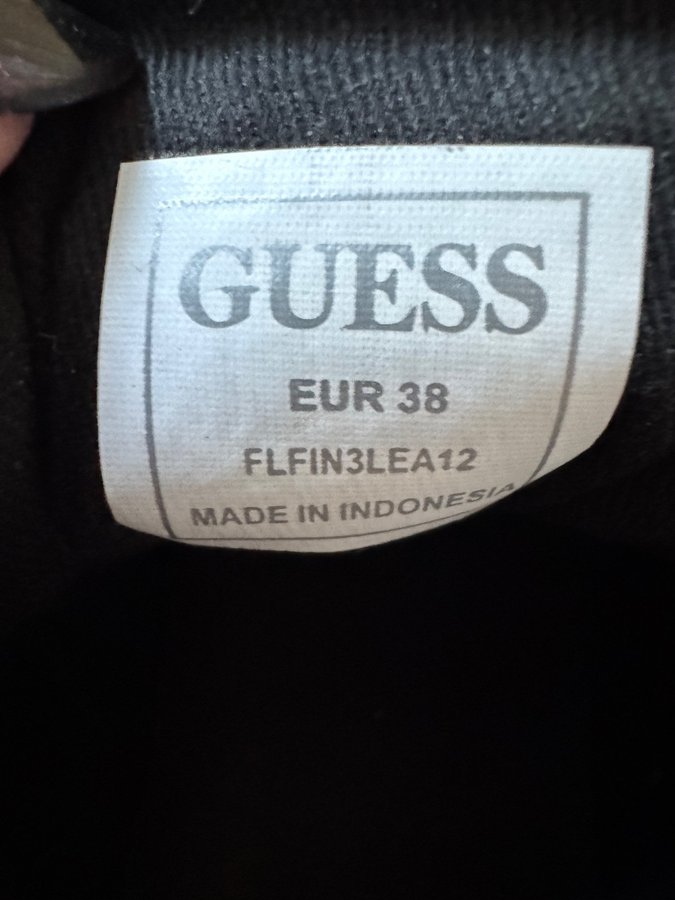 GUESS
EUR 38
FLFIN3LEA12
MADE IN INDONESIA